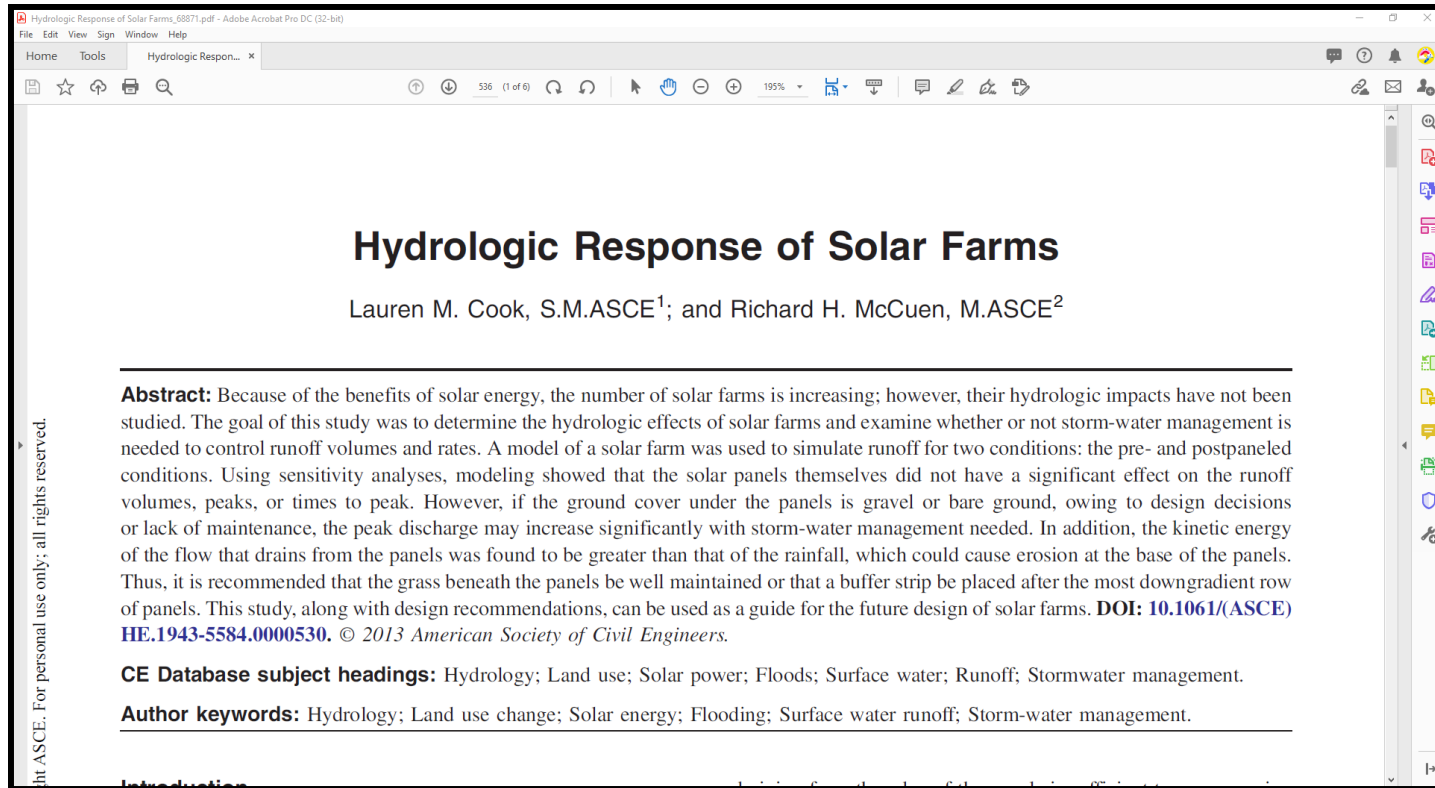 Hydrologic Response of Solar Farms_68871.pdf - Adobe Acrobat Pro DC (32-bit)
File Edit View Sign Window Help
Home Tools Hydrologic Respon... ×
536 (1 of 6) 195%
Hydrologic Response of Solar Farms
Lauren M. Cook, S.M.ASCE1; and Richard H. McCuen, M.ASCE2
Abstract: Because of the benefits of solar energy, the number of solar farms is increasing; however, their hydrologic impacts have not been
studied. The goal of this study was to determine the hydrologic effects of solar farms and examine whether or not storm-water management is
needed to control runoff volumes and rates. A model of a solar farm was used to simulate runoff for two conditions: the pre- and postpaneled
conditions. Using sensitivity analyses, modeling showed that the solar panels themselves did not have a significant effect on the runoff
volumes, peaks, or times to peak. However, if the ground cover under the panels is gravel or bare ground, owing to design decisions
or lack of maintenance, the peak discharge may increase significantly with storm-water management needed. In addition, the kinetic energy
of the flow that drains from the panels was found to be greater than that of the rainfall, which could cause erosion at the base of the panels.
Thus, it is recommended that the grass beneath the panels be well maintained or that a buffer strip be placed after the most downgradient row
of panels. This study, along with design recommendations, can be used as a guide for the future design of solar farms. DOI: 10.1061/(ASCE)
HE.1943-5584.0000530. © 2013 American Society of Civil Engineers.
CE Database subject headings: Hydrology; Land use; Solar power; Floods; Surface water; Runoff; Stormwater management.
Author keywords: Hydrology; Land use change; Solar energy; Flooding; Surface water runoff; Storm-water management.
ASCE. For personal use only; all rights reserved.